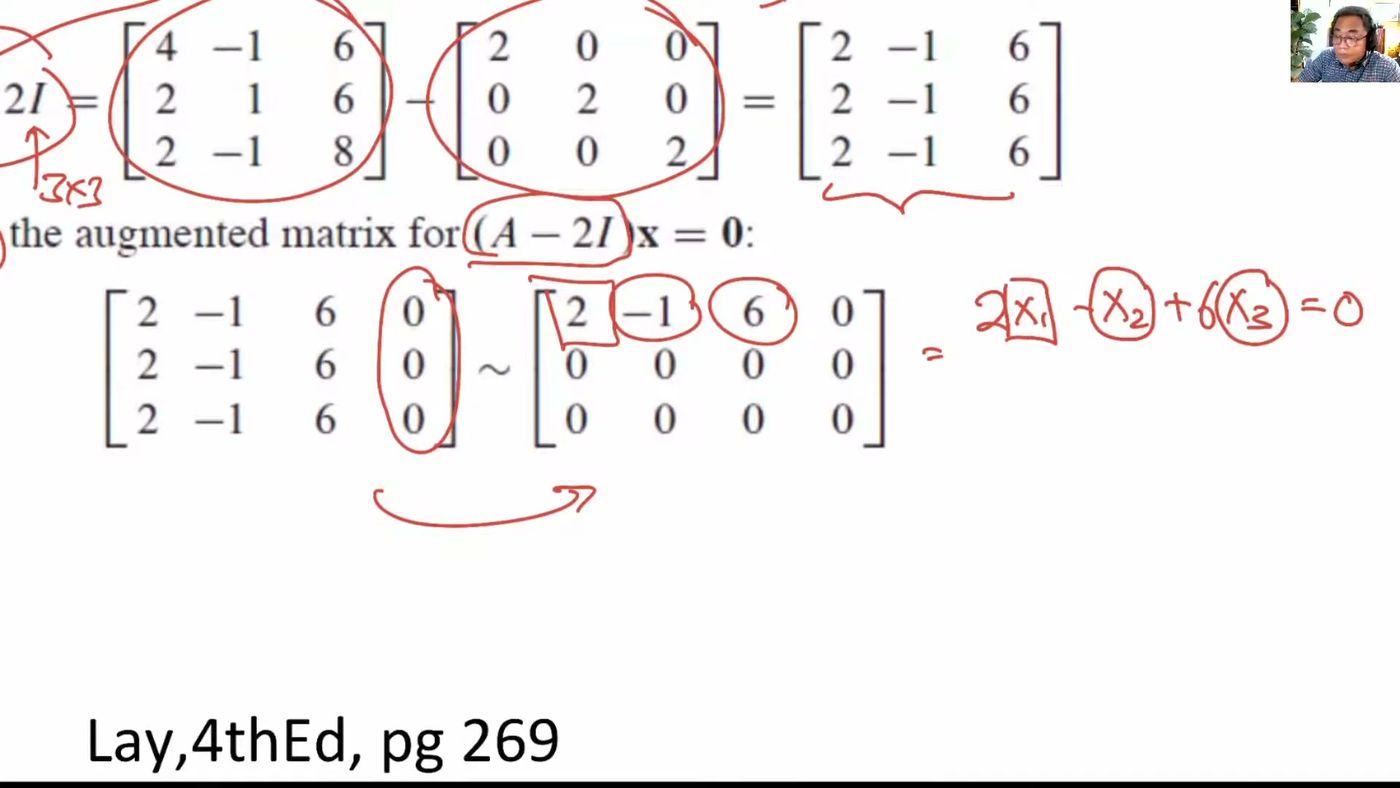 2I = [ 4 −1 6 ] − [ 2 0 0 ] = [ 2 −1 6 ]
[ 2 1 6 ] [ 0 2 0 ] [ 2 −1 6 ]
[ 2 −1 8 ] [ 0 0 2 ] [ 2 −1 6 ]
3x3
the augmented matrix for (A − 2I)x = 0:
[ 2 −1 6 0 ] ~ [ 2 −1 6 0 ] = 2x₁ - x₂ + 6x₃ = 0
[ 2 −1 6 0 ] [ 0 0 0 0 ]
[ 2 −1 6 0 ] [ 0 0 0 0 ]
Lay,4thEd, pg 269